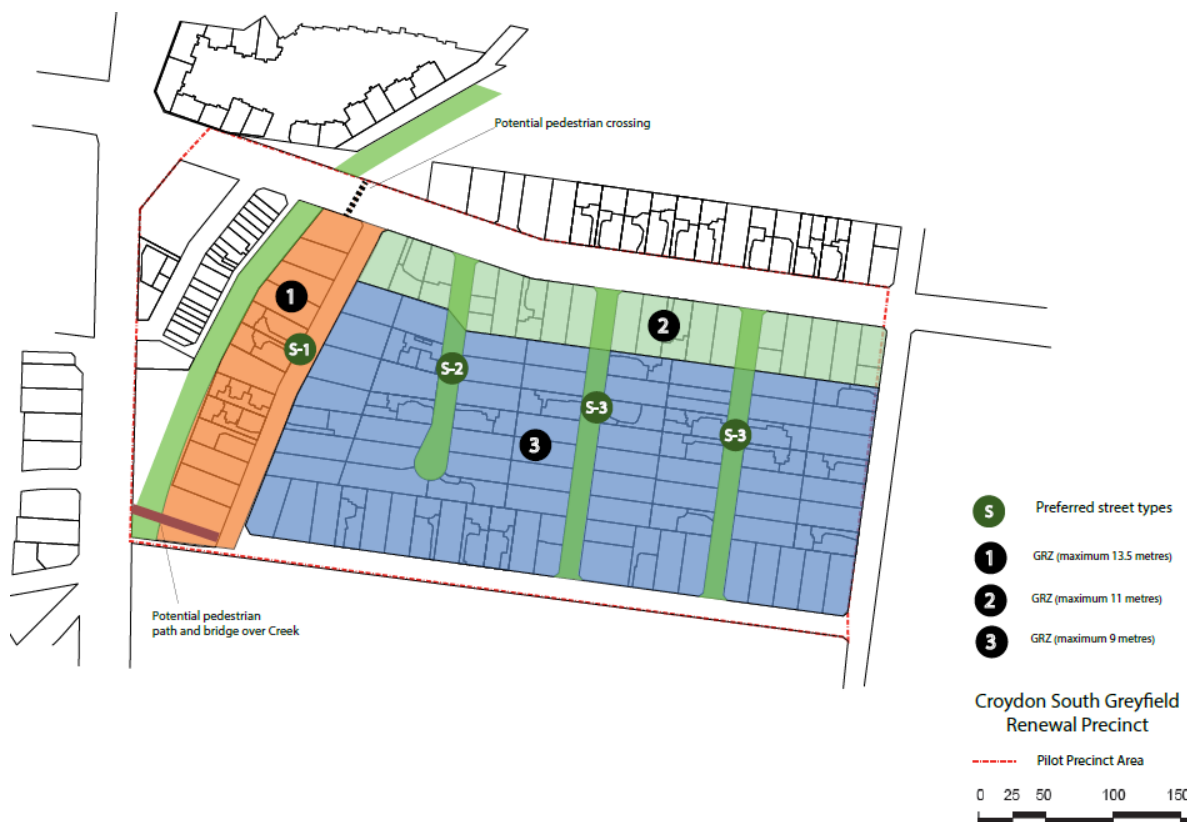 Potential pedestrian crossing
1
S-1
2
S-2
S-3
S-3
3
Potential pedestrian
path and bridge over Creek
S Preferred street types
1 GRZ (maximum 13.5 metres)
2 GRZ (maximum 11 metres)
3 GRZ (maximum 9 metres)
Croydon South Greyfield
Renewal Precinct
Pilot Precinct Area
0 25 50 100 150